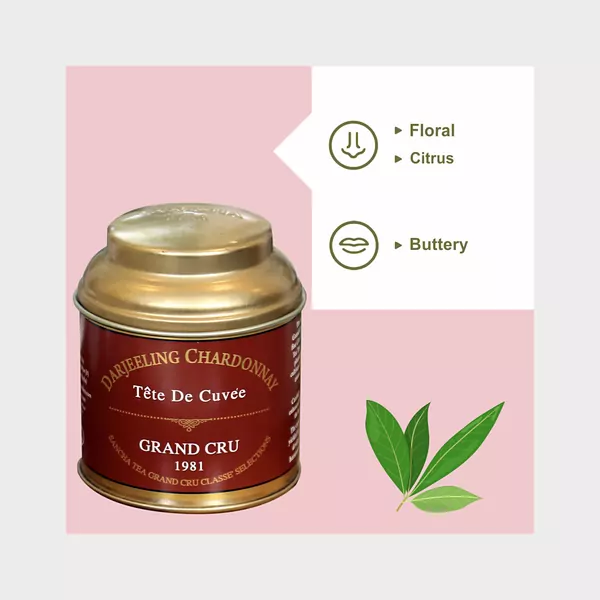 Floral
Citrus
Buttery
DARJEELING CHARDONNAY
Tête De Cuvée
GRAND CRU
1981
SANCHA TEA GRAND CRU CLASSE' SELECTIONS